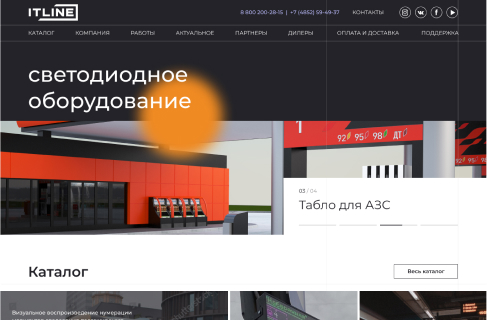 ITLINE
8 800 200-28-15 | +7 (4852) 59-49-37 КОНТАКТЫ
КАТАЛОГ КОМПАНИЯ РАБОТЫ АКТУАЛЬНОЕ ПАРТНЕРЫ ДИЛЕРЫ ОПЛАТА И ДОСТАВКА ПОДДЕРЖКА
светодиодное
оборудование
1
92 95 98 ДТ
03 / 04
Табло для АЗС
Каталог
Весь каталог
Визуальное воспроизведение нумерации